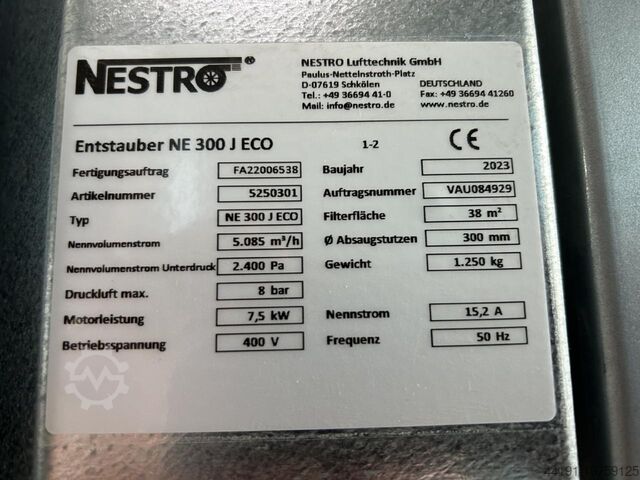 NESTRO®
NESTRO Lufttechnik GmbH
Paulus-Nettelnstroth-Platz
D-07619 Schkölen DEUTSCHLAND
Tel.: +49 36694 41-0 Fax: +49 36694 41260
Mail: info@nestro.de www.nestro.de
Entstauber NE 300 J ECO 1-2 CE
Fertigungsauftrag FA22006538 Baujahr 2023
Artikelnummer 5250301 Auftragsnummer VAU084929
Typ NE 300 J ECO Filterfläche 38 m²
Nennvolumenstrom 5.085 m³/h Ø Absaugstutzen 300 mm
Nennvolumenstrom Unterdruck 2.400 Pa Gewicht 1.250 kg
Druckluft max. 8 bar
Motorleistung 7,5 kW Nennstrom 15,2 A
Betriebsspannung 400 V Frequenz 50 Hz